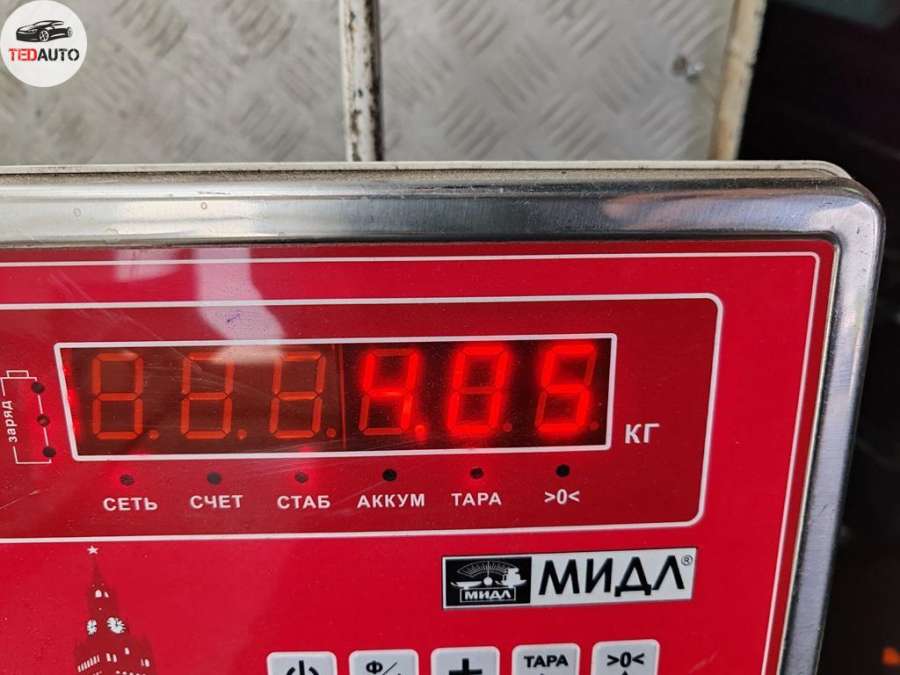 TEDAUTO
заряд
4.05
КГ
СЕТЬ СЧЕТ СТАБ АККУМ ТАРА >0<
МИДЛ МИДЛ®
Ф/
ТАРА >0<